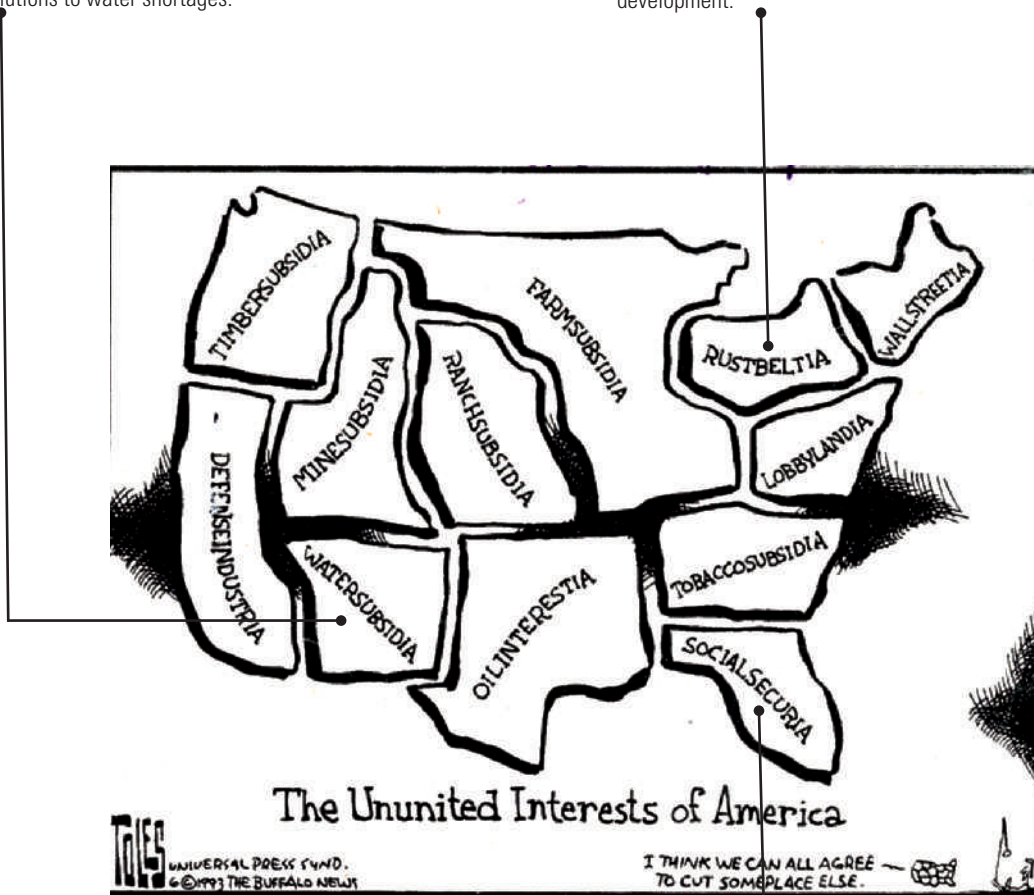 lutions to water shortages.
development.
TIMBERSUBSIDIA
FARMSUBSIDIA
WALLSTREETIA
RUSTBELTIA
MINESUBSIDIA
RANCHSUBSIDIA
LOBBYLANDIA
DEFENSEINDUSTRIA
WATERSUBSIDIA
OILINTERESTIA
TOBACCOSUBSIDIA
SOCIALSECURIA
The Ununited Interests of America
TOLES
UNIVERSAL PRESS SYND.
©1993 THE BUFFALO NEWS
I THINK WE CAN ALL AGREE
TO CUT SOMEPLACE ELSE.